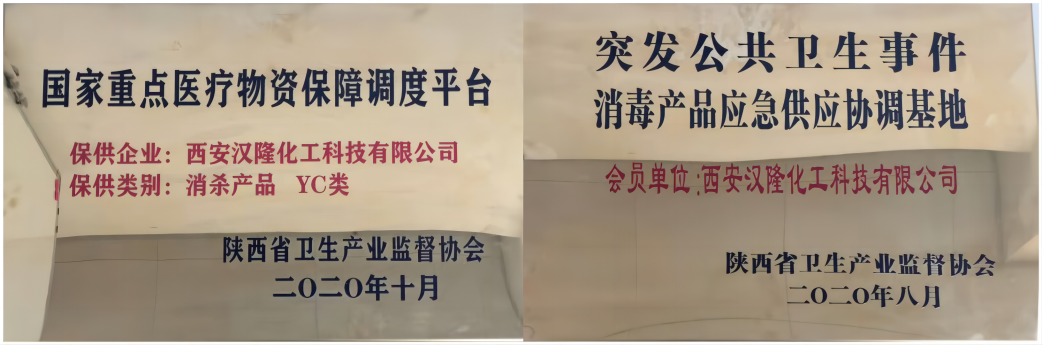 国家重点医疗物资保障调度平台
保供企业：西安汉隆化工科技有限公司
保供类别：消杀产品 YC类
陕西省卫生产业监督协会
二〇二〇年十月
突发公共卫生事件
消毒产品应急供应协调基地
会员单位:西安汉隆化工科技有限公司
陕西省卫生产业监督协会
二〇二〇年八月